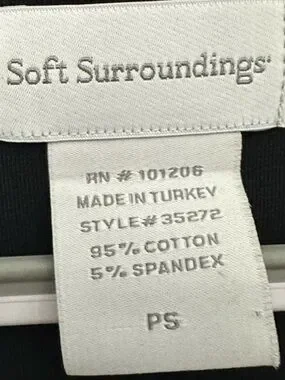 Soft Surroundings
RN # 101206
MADE IN TURKEY
STYLE# 35272
95% COTTON
5% SPANDEX
PS